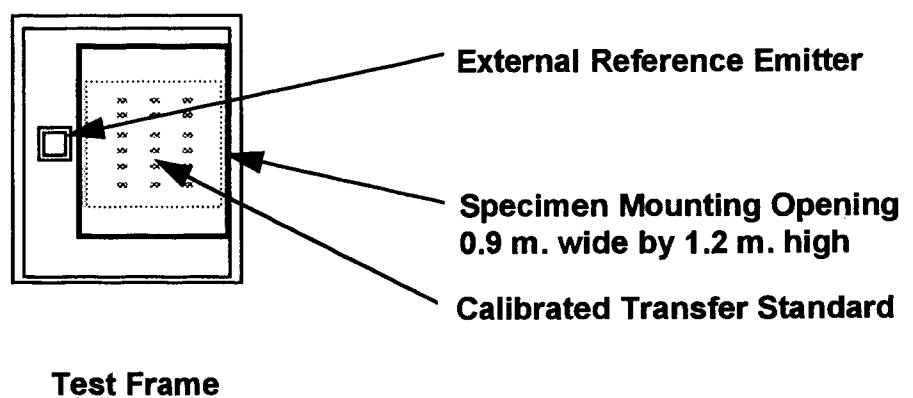 External Reference Emitter
Specimen Mounting Opening
0.9 m. wide by 1.2 m. high
Calibrated Transfer Standard
Test Frame